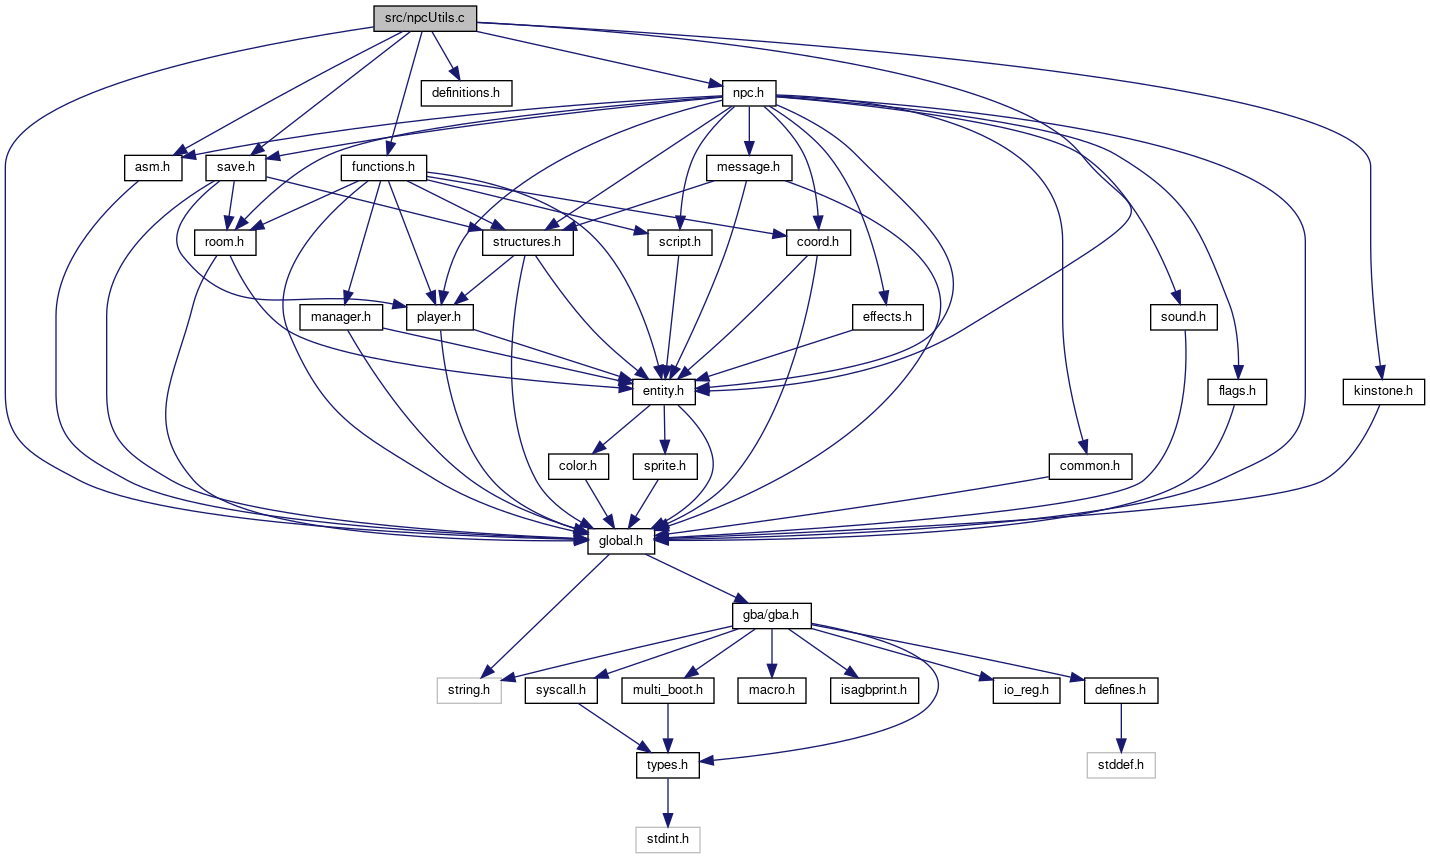 src/npcUtils.c
definitions.h
npc.h
asm.h
save.h
functions.h
message.h
room.h
structures.h
script.h
coord.h
manager.h
player.h
effects.h
sound.h
entity.h
flags.h
kinstone.h
color.h
sprite.h
common.h
global.h
gba/gba.h
string.h
syscall.h
multi_boot.h
macro.h
isagbprint.h
io_reg.h
defines.h
types.h
stddef.h
stdint.h